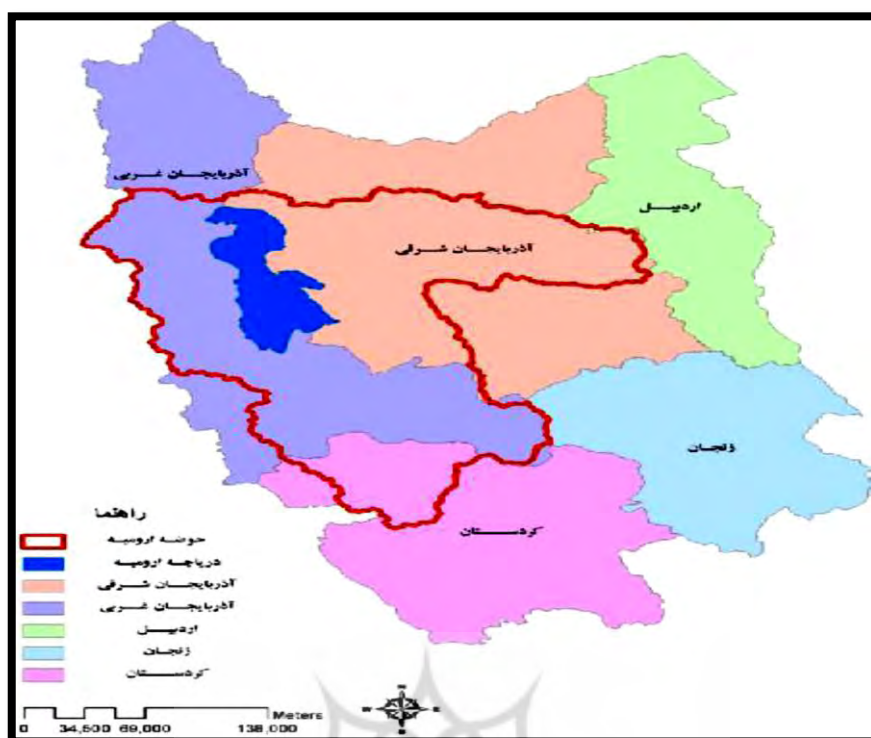 آذربایجان غربی
اردبیل
آذربایجان شرقی
زنجان
کردستان
راهنما
حوضه ارومیه
دریاچه ارومیه
آذربایجان شرقی
آذربایجان غربی
اردبیل
زنجان
کردستان
N
W E
S
Meters
0 34,500 69,000 138,000